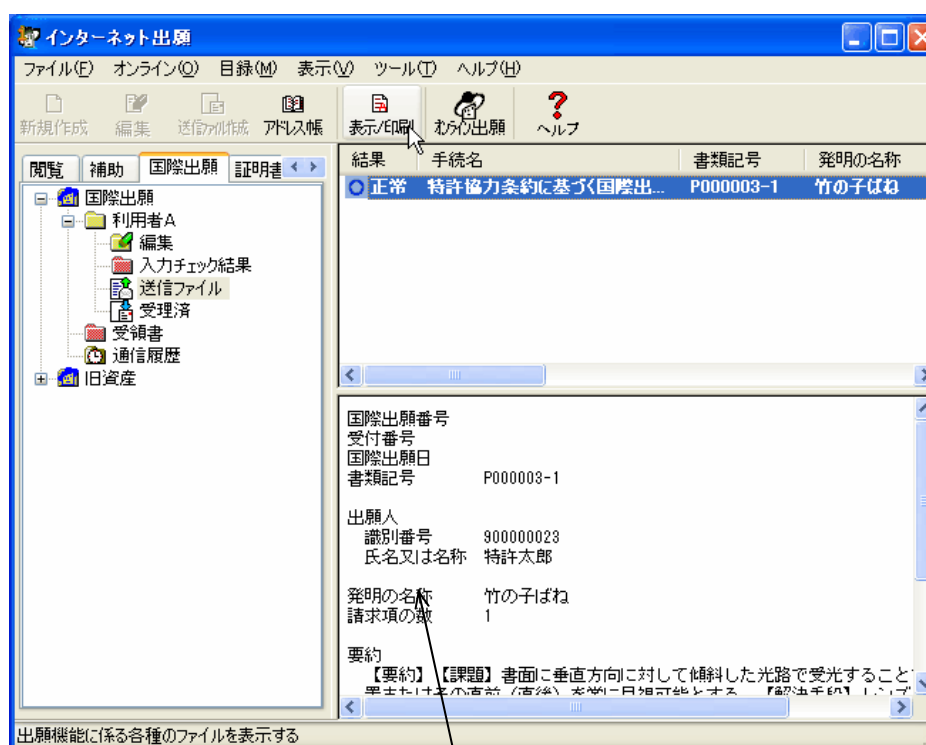 インターネット出願
ファイル(F) オンライン(O) 目録(M) 表示(V) ツール(T) ヘルプ(H)
新規作成 編集 送信ファイル作成 アドレス帳 表示/印刷 オンライン出願 ヘルプ
閲覧 補助 国際出願 証明書
国際出願
利用者A
編集
入力チェック結果
送信ファイル
受理済
受領書
通信履歴
旧資産
結果 手続名 書類記号 発明の名称
正常 特許協力条約に基づく国際出... P000003-1 竹の子ばね
国際出願番号
受付番号
国際出願日
書類記号 P000003-1
出願人
識別番号 900000023
氏名又は名称 特許太郎
発明の名称 竹の子ばね
請求項の数 1
要約
【要約】【課題】書面に垂直方向に対して傾斜した光路で受光すること
出願機能に係る各種のファイルを表示する